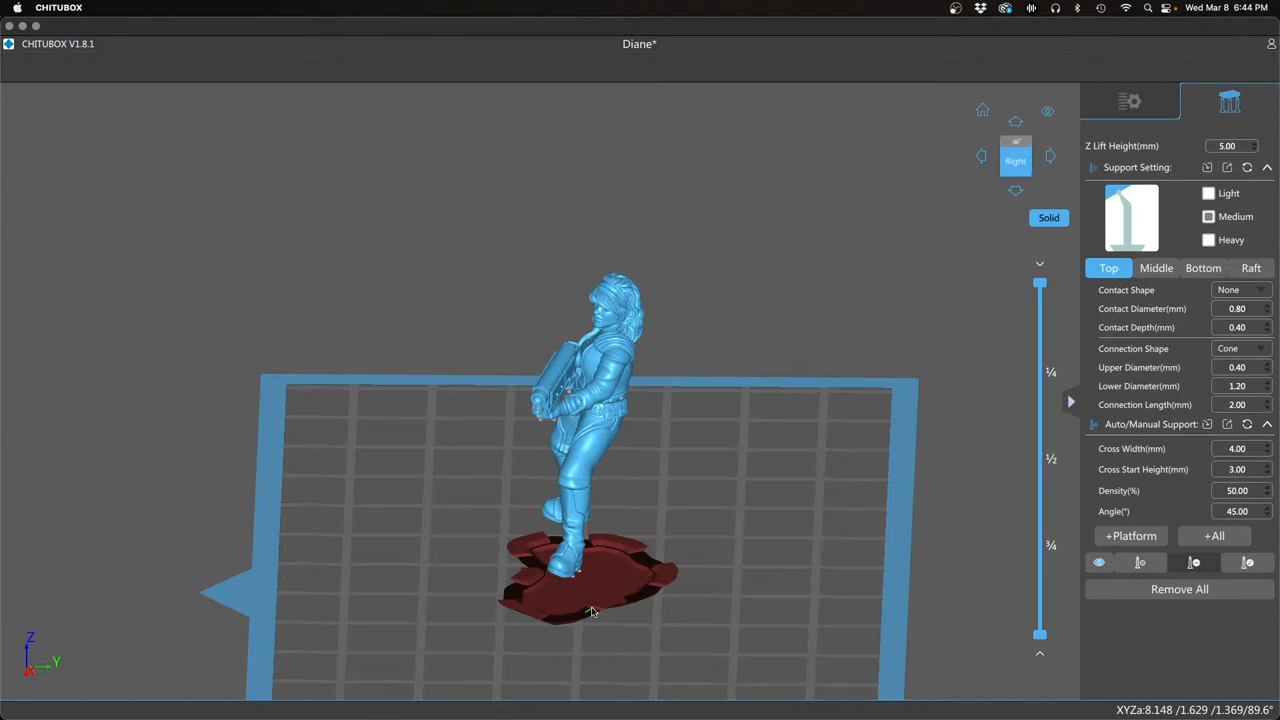 CHITUBOX
Wed Mar 8 6:44 PM
CHITUBOX V1.8.1
Diane*
Right
Solid
¼
½
¾
Z Lift Height(mm) 5.00
Support Setting:
Light
Medium
Heavy
Top Middle Bottom Raft
Contact Shape None
Contact Diameter(mm) 0.80
Contact Depth(mm) 0.40
Connection Shape Cone
Upper Diameter(mm) 0.40
Lower Diameter(mm) 1.20
Connection Length(mm) 2.00
Auto/Manual Support:
Cross Width(mm) 4.00
Cross Start Height(mm) 3.00
Density(%) 50.00
Angle(°) 45.00
+Platform +All
Remove All
Z
Y
X
XYZa:8.148 /1.629 /1.369/89.6°